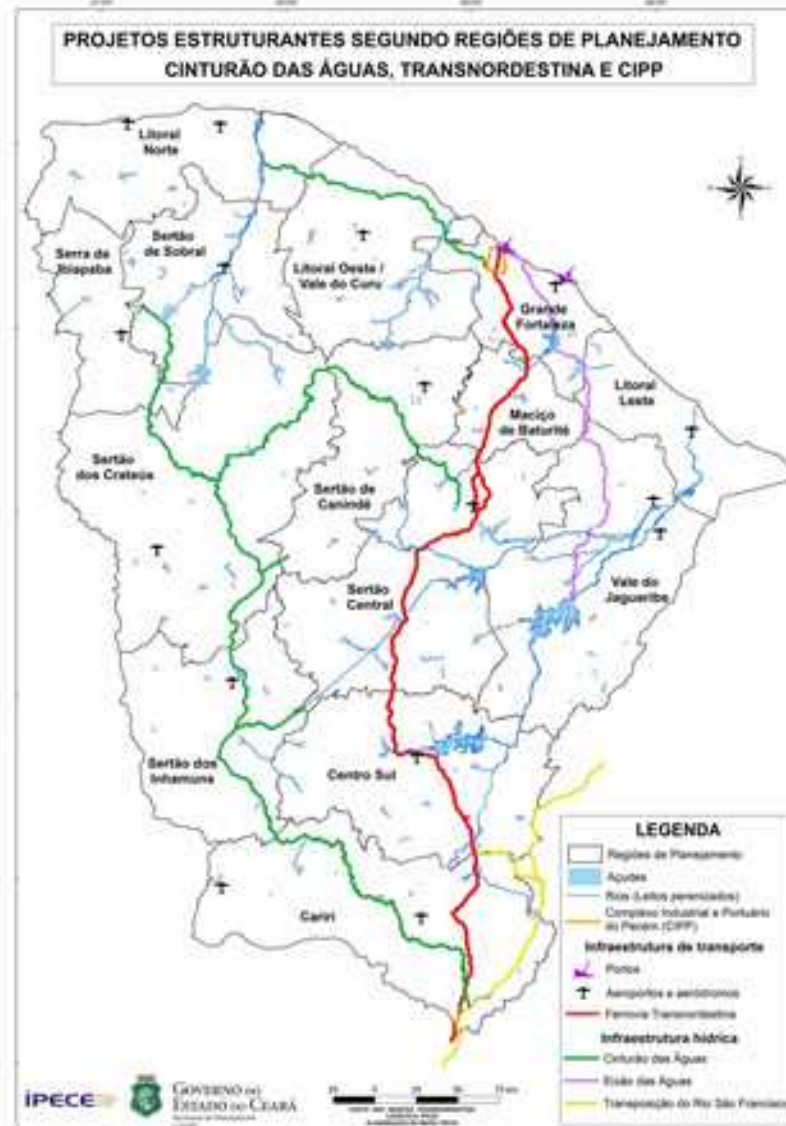 PROJETOS ESTRUTURANTES SEGUNDO REGIÕES DE PLANEJAMENTO
CINTURÃO DAS ÁGUAS, TRANSNORDESTINA E CIPP
Litoral
Norte
Sertão
de Sobral
Serra da
Ibiapaba
Litoral Oeste /
Vale do Curu
Grande
Fortaleza
Litoral
Leste
Maciço
de Baturité
Sertão
dos Crateús
Sertão de
Canindé
Sertão
Central
Vale do
Jaguaribe
Sertão dos
Inhamuns
Centro Sul
Cariri
LEGENDA
Regiões de Planejamento
Açudes
Rios (Leitos perenizados)
Complexo Industrial e Portuário
do Pecém (CIPP)
Infraestrutura de transporte
Portos
Aeroportos e aeródromos
Ferrovia Transnordestina
Infraestrutura hídrica
Cinturão das Águas
Eixão das Águas
Transposição do Rio São Francisco
IPECE
GOVERNO DO
ESTADO DO CEARÁ